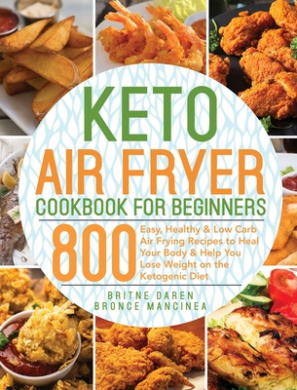 KETO
AIR FRYER
COOKBOOK FOR BEGINNERS
800
Easy, Healthy & Low Carb
Air Frying Recipes to Heal
Your Body & Help You
Lose Weight on the
Ketogenic Diet
BRITNE DAREN
BRONCE MANCINEA